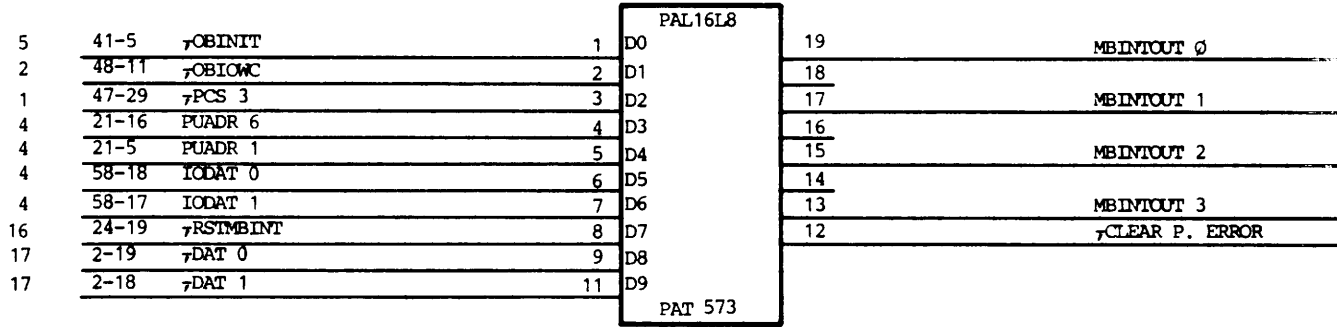 PAL16L8
5 41-5 ┐OBINIT 1 D0 19 MBINTOUT Ø
2 48-11 ┐OBIOWC 2 D1 18
1 47-29 ┐PCS 3 3 D2 17 MBINTOUT 1
4 21-16 PUADR 6 4 D3 16
4 21-5 PUADR 1 5 D4 15 MBINTOUT 2
4 58-18 IODAT 0 6 D5 14
4 58-17 IODAT 1 7 D6 13 MBINTOUT 3
16 24-19 ┐RSTMBINT 8 D7 12 ┐CLEAR P. ERROR
17 2-19 ┐DAT 0 9 D8
17 2-18 ┐DAT 1 11 D9
PAT 573